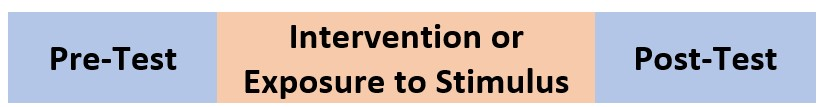 Pre-Test
Intervention or
Exposure to Stimulus
Post-Test